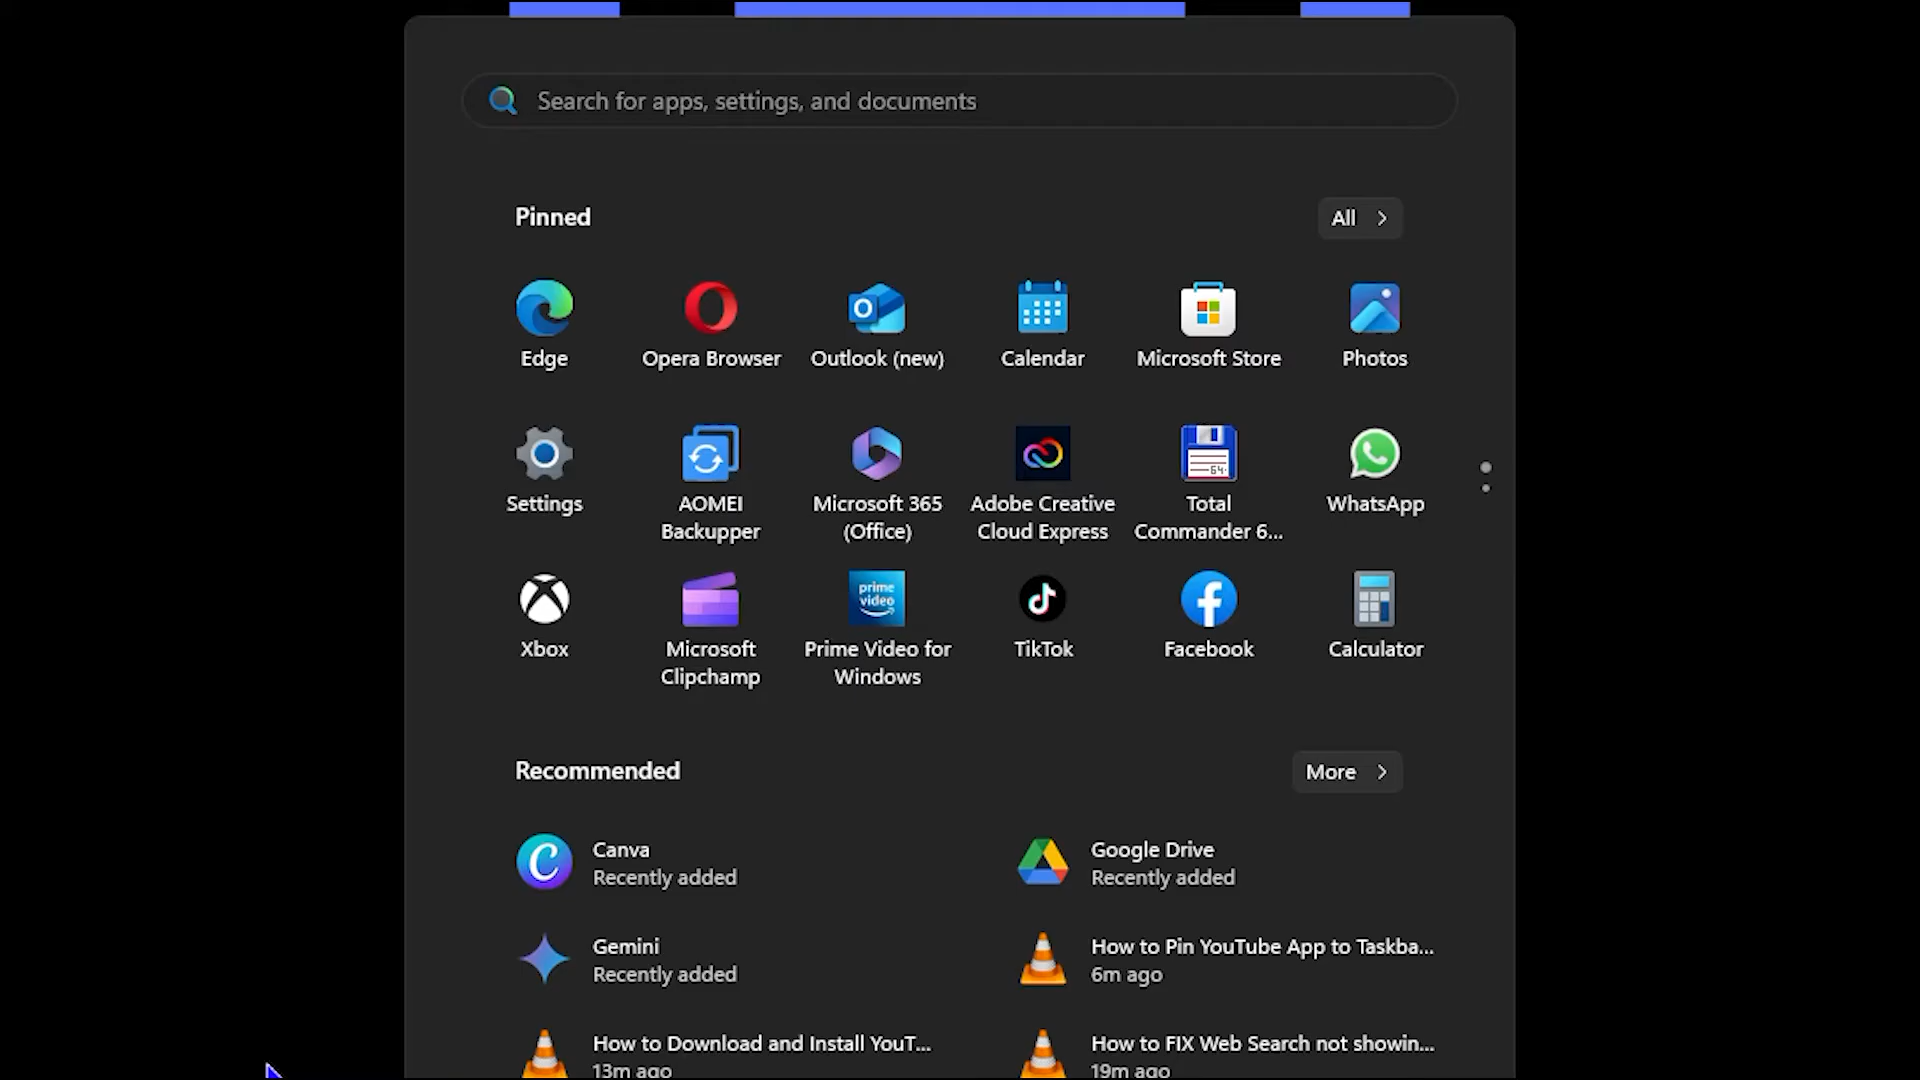 Search for apps, settings, and documents
Pinned
All
Edge
Opera Browser
Outlook (new)
Calendar
Microsoft Store
Photos
Settings
AOMEI
Backupper
Microsoft 365
(Office)
Adobe Creative
Cloud Express
64
Total
Commander 6...
WhatsApp
Xbox
Microsoft
Clipchamp
prime
video
Prime Video for
Windows
TikTok
Facebook
Calculator
Recommended
More
Canva
Recently added
Google Drive
Recently added
Gemini
Recently added
How to Pin YouTube App to Taskba...
6m ago
How to Download and Install YouT...
13m ago
How to FIX Web Search not showin...
19m ago